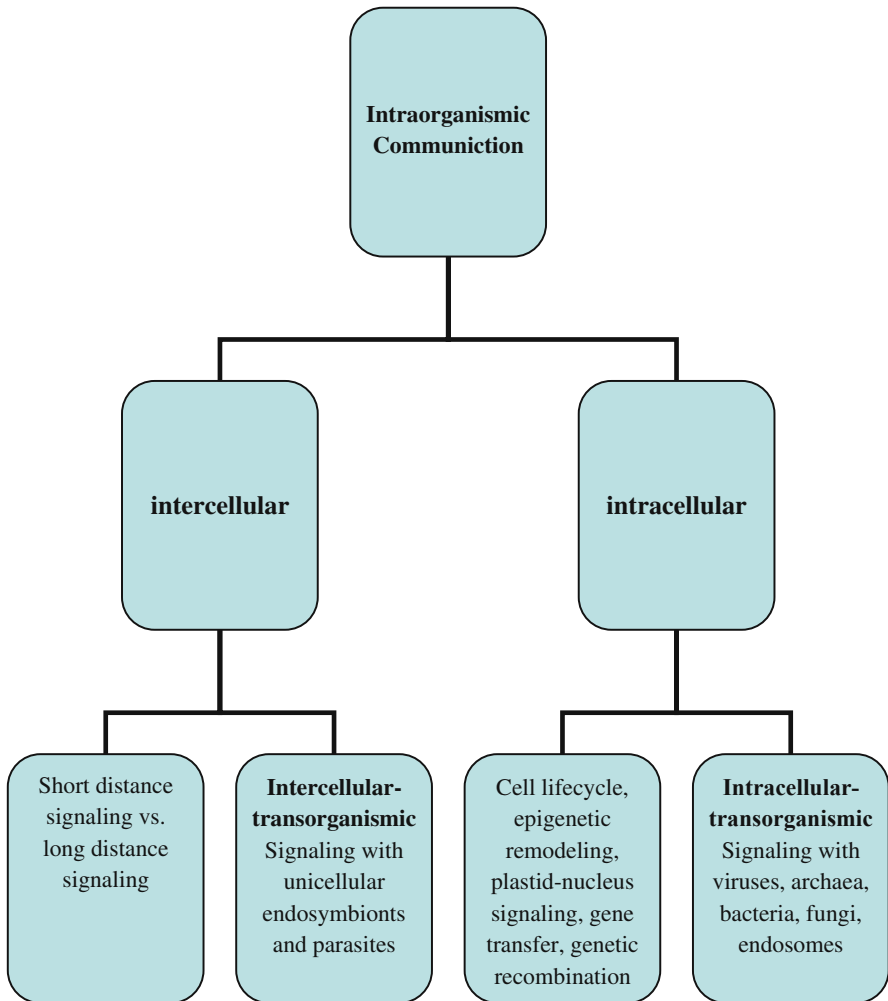 Intraorganismic
Communiction
intercellular
intracellular
Short distance
signaling vs.
long distance
signaling
Intercellular-
transorganismic
Signaling with
unicellular
endosymbionts
and parasites
Cell lifecycle,
epigenetic
remodeling,
plastid-nucleus
signaling, gene
transfer, genetic
recombination
Intracellular-
transorganismic
Signaling with
viruses, archaea,
bacteria, fungi,
endosomes